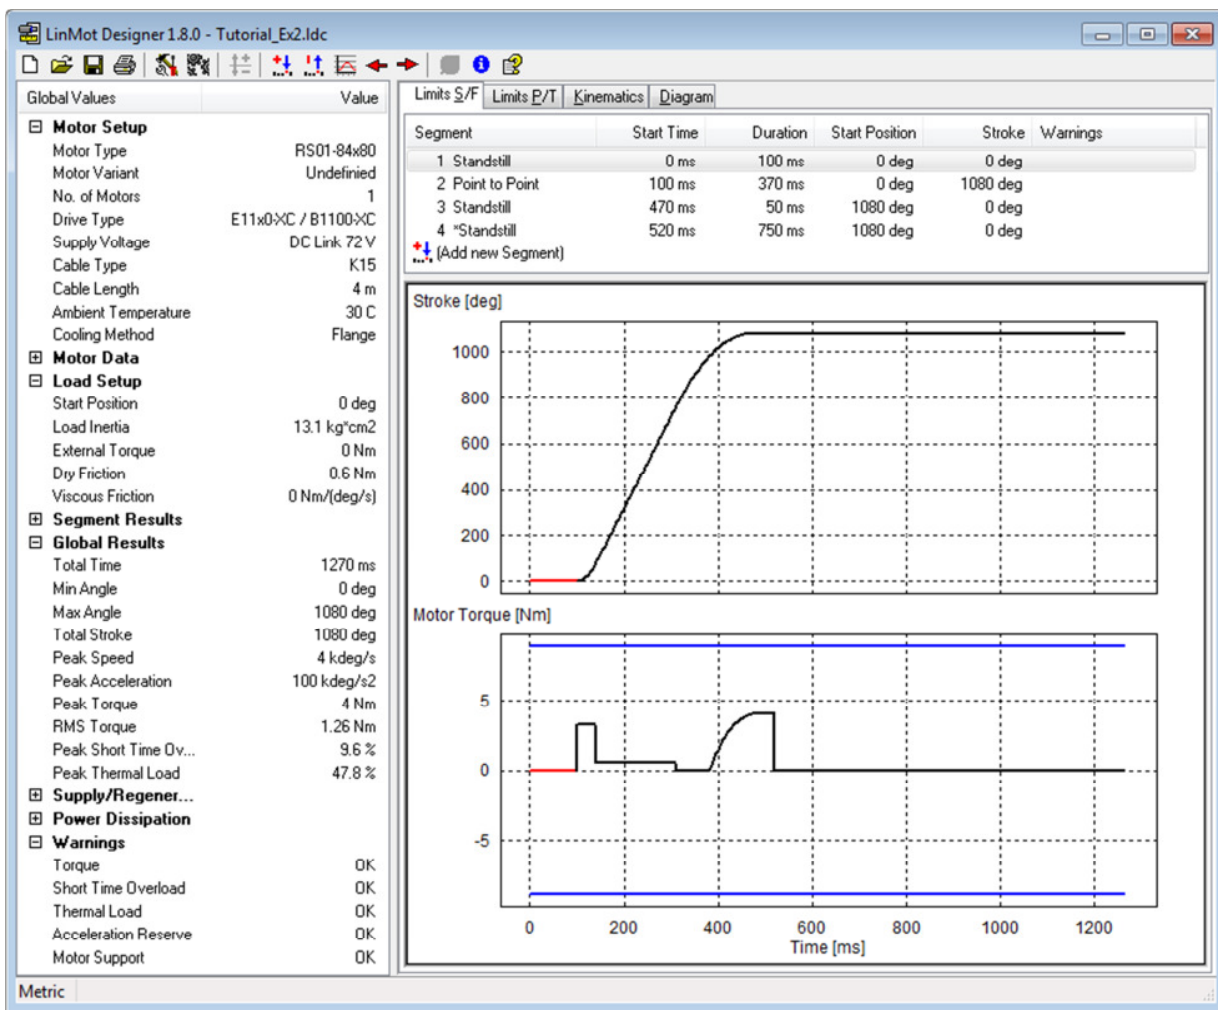 LinMot Designer 1.8.0 - Tutorial_Ex2.ldc
Global Values Value
Motor Setup
Motor Type RS01-84x80
Motor Variant Undefinied
No. of Motors 1
Drive Type E11x0-XC / B1100-XC
Supply Voltage DC Link 72 V
Cable Type K15
Cable Length 4 m
Ambient Temperature 30 C
Cooling Method Flange
Motor Data
Load Setup
Start Position 0 deg
Load Inertia 13.1 kg*cm2
External Torque 0 Nm
Dry Friction 0.6 Nm
Viscous Friction 0 Nm/(deg/s)
Segment Results
Global Results
Total Time 1270 ms
Min Angle 0 deg
Max Angle 1080 deg
Total Stroke 1080 deg
Peak Speed 4 kdeg/s
Peak Acceleration 100 kdeg/s2
Peak Torque 4 Nm
RMS Torque 1.26 Nm
Peak Short Time Ov... 9.6 %
Peak Thermal Load 47.8 %
Supply/Regener...
Power Dissipation
Warnings
Torque OK
Short Time Overload OK
Thermal Load OK
Acceleration Reserve OK
Motor Support OK
Limits S/F Limits P/T Kinematics Diagram
Segment Start Time Duration Start Position Stroke Warnings
1 Standstill 0 ms 100 ms 0 deg 0 deg
2 Point to Point 100 ms 370 ms 0 deg 1080 deg
3 Standstill 470 ms 50 ms 1080 deg 0 deg
4 *Standstill 520 ms 750 ms 1080 deg 0 deg
(Add new Segment)
Stroke [deg]
1000
800
600
400
200
0
Motor Torque [Nm]
5
0
-5
0 200 400 600 800 1000 1200
Time [ms]
Metric